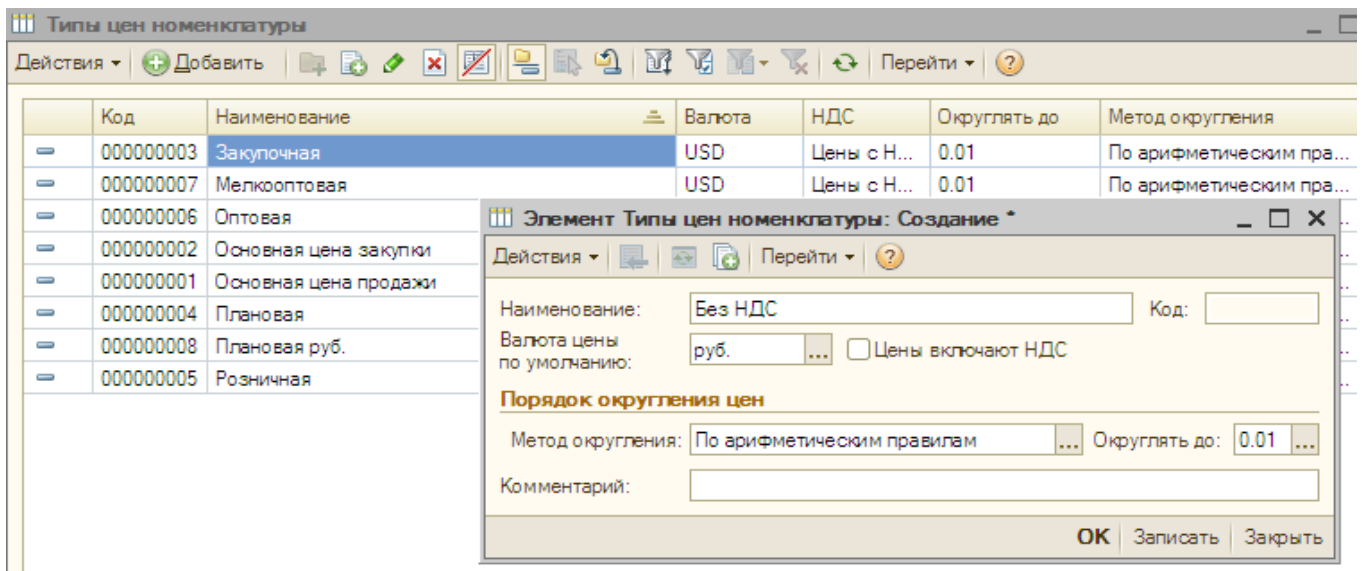 Типы цен номенклатуры
Действия Добавить Перейти
Код Наименование Валюта НДС Округлять до Метод округления
000000003 Закупочная USD Цены с Н... 0.01 По арифметическим пра...
000000007 Мелкооптовая USD Цены с Н... 0.01 По арифметическим пра...
000000006 Оптовая
000000002 Основная цена закупки
000000001 Основная цена продажи
000000004 Плановая
000000008 Плановая руб.
000000005 Розничная
Элемент Типы цен номенклатуры: Создание *
Действия Перейти
Наименование: Без НДС Код:
Валюта цены
по умолчанию: руб. ... Цены включают НДС
Порядок округления цен
Метод округления: По арифметическим правилам ... Округлять до: 0.01 ...
Комментарий:
OK Записать Закрыть